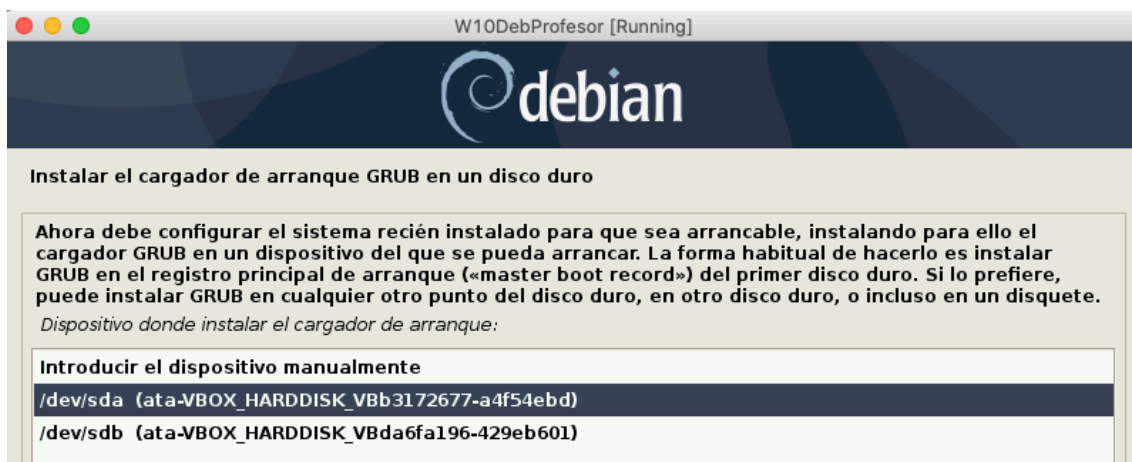 W10DebProfesor [Running]
debian
Instalar el cargador de arranque GRUB en un disco duro
Ahora debe configurar el sistema recién instalado para que sea arrancable, instalando para ello el
cargador GRUB en un dispositivo del que se pueda arrancar. La forma habitual de hacerlo es instalar
GRUB en el registro principal de arranque («master boot record») del primer disco duro. Si lo prefiere,
puede instalar GRUB en cualquier otro punto del disco duro, en otro disco duro, o incluso en un disquete.
Dispositivo donde instalar el cargador de arranque:
Introducir el dispositivo manualmente
/dev/sda (ata-VBOX_HARDDISK_VBb3172677-a4f54ebd)
/dev/sdb (ata-VBOX_HARDDISK_VBda6fa196-429eb601)